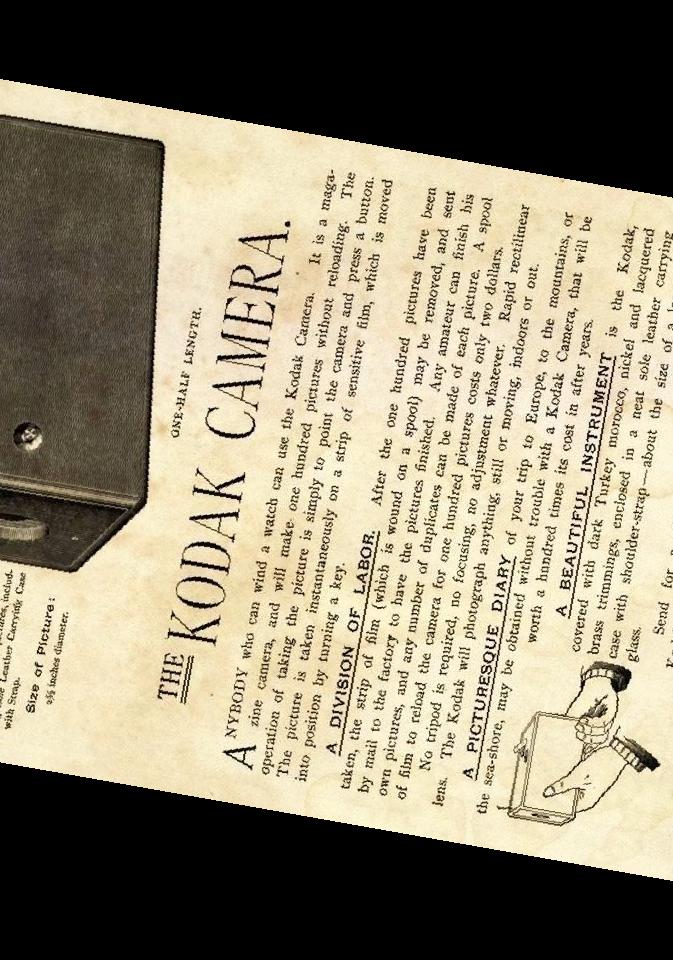 ONE-HALF LENGTH.
Leather Carrying Case
with Strap.
Size of Picture:
2⅝ inches diameter.
THE
KODAK CAMERA.
ANYBODY who can wind a watch can use the Kodak Camera. It is a maga-
zine camera, and will make one hundred pictures without reloading. The
operation of taking the picture is simply to point the camera and press a button.
The picture is taken instantaneously on a strip of sensitive film, which is moved
into position by turning a key.
A DIVISION OF LABOR. After the one hundred pictures have been
taken, the strip of film (which is wound on a spool) may be removed, and sent
by mail to the factory to have the pictures finished. Any amateur can finish his
own pictures, and any number of duplicates can be made of each picture. A spool
of film to reload the camera for one hundred pictures costs only two dollars.
No tripod is required, no focusing, no adjustment whatever. Rapid rectilinear
lens. The Kodak will photograph anything, still or moving, indoors or out.
A PICTURESQUE DIARY of your trip to Europe, to the mountains, or
the sea-shore, may be obtained without trouble with a Kodak Camera, that will be
worth a hundred times its cost in after years.
A BEAUTIFUL INSTRUMENT is the Kodak,
covered with dark Turkey morocco, nickel and lacquered
brass trimmings, enclosed in a neat sole leather carrying
case with shoulder-strap—about the size of a
glass.
Send for